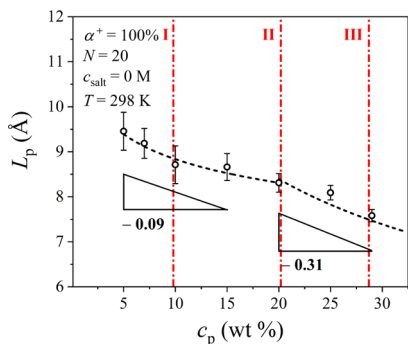 α⁺ = 100%
N = 20
c_salt = 0 M
T = 298 K
I
II
III
12
11
10
9
8
7
6
L_p (Å)
− 0.09
− 0.31
5
10
15
20
25
30
c_p (wt %)